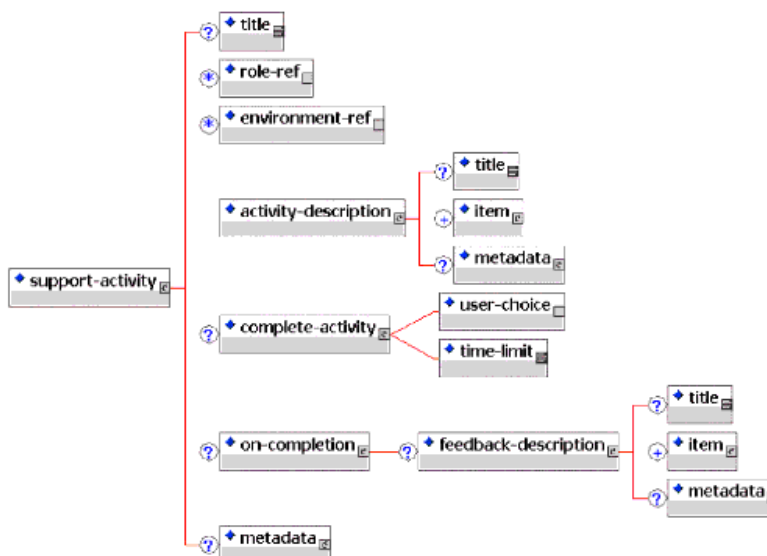 title
role-ref
environment-ref
activity-description
title
item
metadata
support-activity
complete-activity
user-choice
time-limit
on-completion
feedback-description
title
item
metadata
metadata